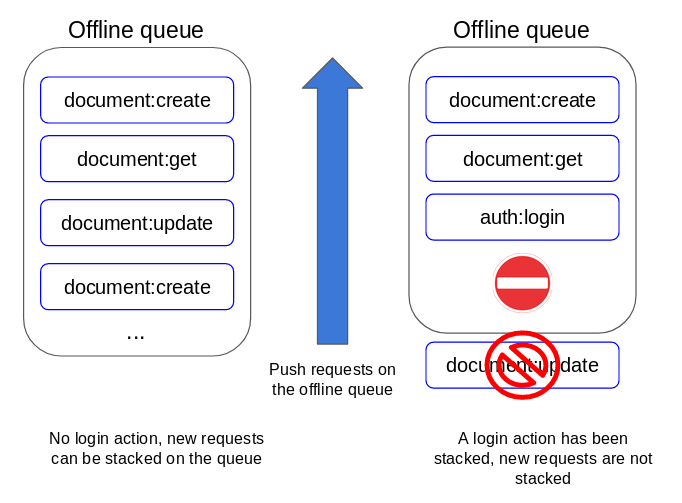 Offline queue
document:create
document:get
document:update
document:create
...
No login action, new requests
can be stacked on the queue
Push requests on
the offline queue
Offline queue
document:create
document:get
auth:login
document:update
A login action has been
stacked, new requests are not
stacked